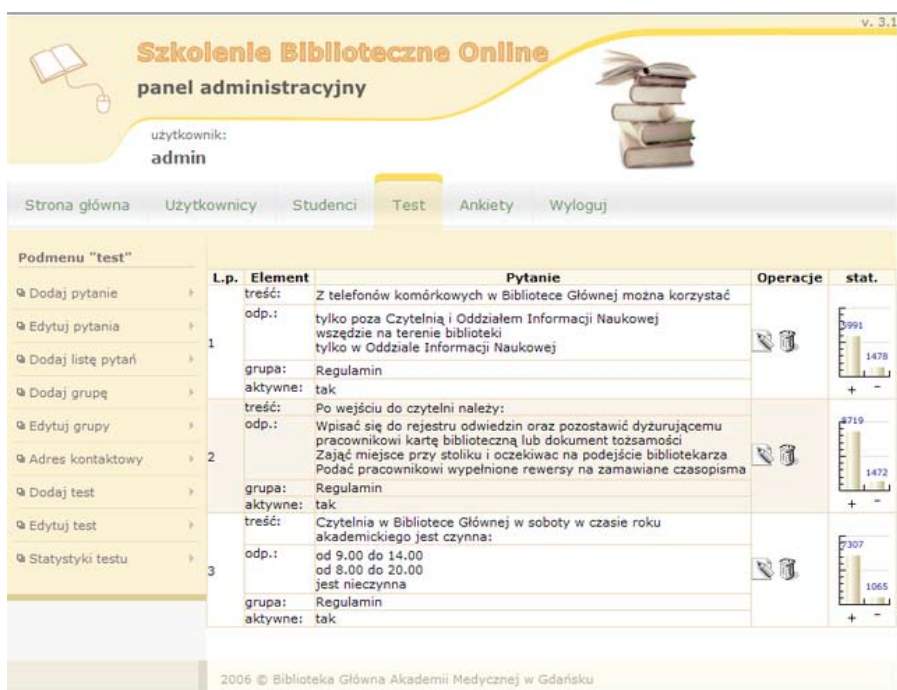 v. 3.1
Szkolenie Biblioteczne Online
panel administracyjny
użytkownik:
admin
Strona główna Użytkownicy Studenci Test Ankiety Wyloguj
Podmenu "test"
Dodaj pytanie
Edytuj pytania
Dodaj listę pytań
Dodaj grupę
Edytuj grupy
Adres kontaktowy
Dodaj test
Edytuj test
Statystyki testu
L.p. Element Pytanie Operacje stat.
1
treść: Z telefonów komórkowych w Bibliotece Głównej można korzystać
odp.: tylko poza Czytelnią i Oddziałem Informacji Naukowej
wszędzie na terenie biblioteki
tylko w Oddziale Informacji Naukowej
grupa: Regulamin
aktywne: tak
1478
+ -
2
treść: Po wejściu do czytelni należy:
odp.: Wpisać się do rejestru odwiedzin oraz pozostawić dyżurującemu
pracownikowi kartę biblioteczną lub dokument tożsamości
Zająć miejsce przy stoliku i oczekiwac na podejście bibliotekarza
Podać pracownikowi wypełnione rewersy na zamawiane czasopisma
grupa: Regulamin
aktywne: tak
1472
+ -
3
treść: Czytelnia w Bibliotece Głównej w soboty w czasie roku
akademickiego jest czynna:
odp.: od 9.00 do 14.00
od 8.00 do 20.00
jest nieczynna
grupa: Regulamin
aktywne: tak
7307
1065
+ -
2006 © Biblioteka Główna Akademii Medycznej w Gdańsku